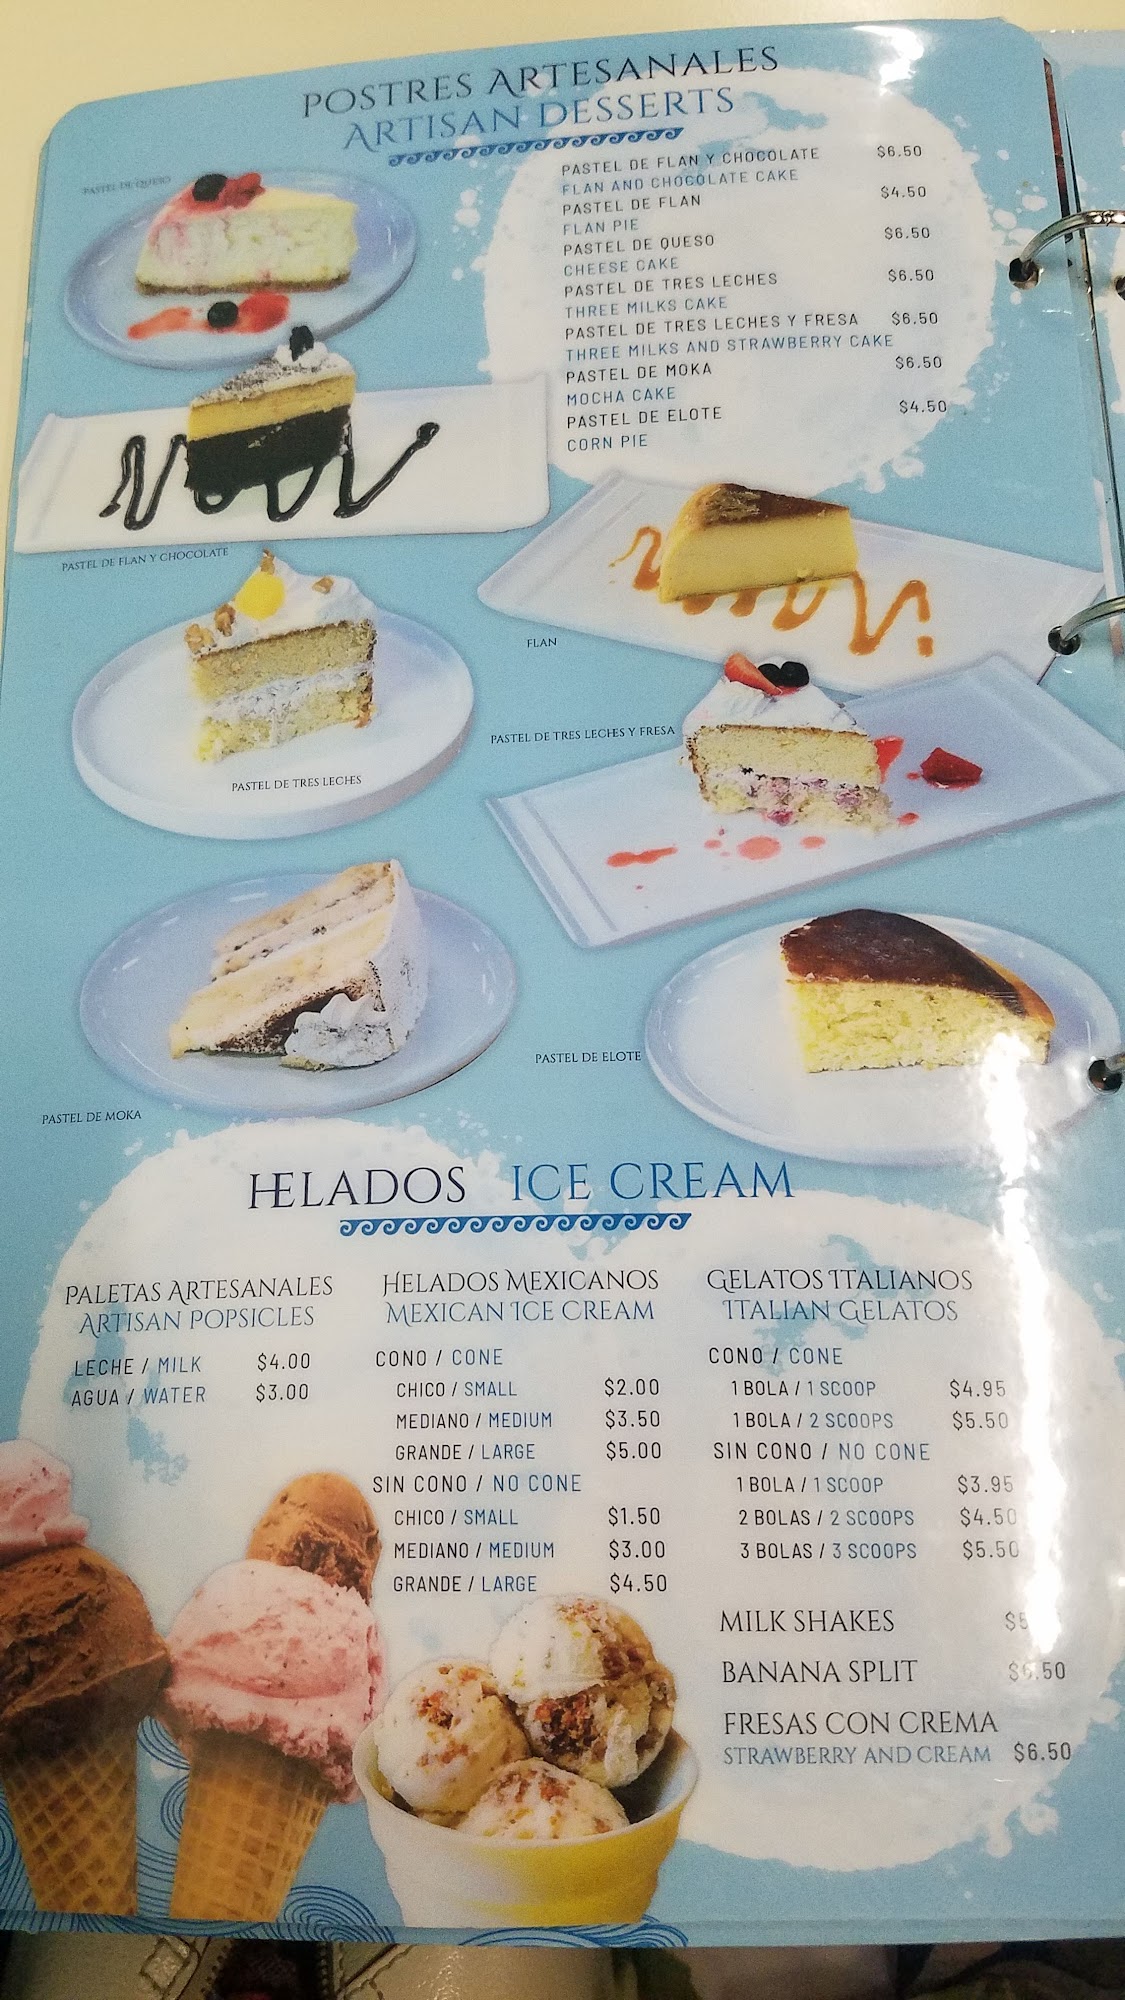 POSTRES ARTESANALES
ARTISAN DESSERTS
PASTEL DE QUESO
PASTEL DE FLAN Y CHOCOLATE $6.50
FLAN AND CHOCOLATE CAKE
PASTEL DE FLAN $4.50
FLAN PIE
PASTEL DE QUESO $6.50
CHEESE CAKE
PASTEL DE TRES LECHES $6.50
THREE MILKS CAKE
PASTEL DE TRES LECHES Y FRESA $6.50
THREE MILKS AND STRAWBERRY CAKE
PASTEL DE MOKA $6.50
MOCHA CAKE
PASTEL DE ELOTE $4.50
CORN PIE
PASTEL DE FLAN Y CHOCOLATE
FLAN
PASTEL DE TRES LECHES Y FRESA
PASTEL DE TRES LECHES
PASTEL DE ELOTE
PASTEL DE MOKA
HELADOS ICE CREAM
PALETAS ARTESANALES
ARTISAN POPSICLES
LECHE / MILK $4.00
AGUA / WATER $3.00
HELADOS MEXICANOS
MEXICAN ICE CREAM
CONO / CONE
CHICO / SMALL $2.00
MEDIANO / MEDIUM $3.50
GRANDE / LARGE $5.00
SIN CONO / NO CONE
CHICO / SMALL $1.50
MEDIANO / MEDIUM $3.00
GRANDE / LARGE $4.50
GELATOS ITALIANOS
ITALIAN GELATOS
CONO / CONE
1 BOLA / 1 SCOOP $4.95
1 BOLA / 2 SCOOPS $5.50
SIN CONO / NO CONE
1 BOLA / 1 SCOOP $3.95
2 BOLAS / 2 SCOOPS $4.50
3 BOLAS / 3 SCOOPS $5.50
MILK SHAKES
BANANA SPLIT
FRESAS CON CREMA
STRAWBERRY AND CREAM $6.50